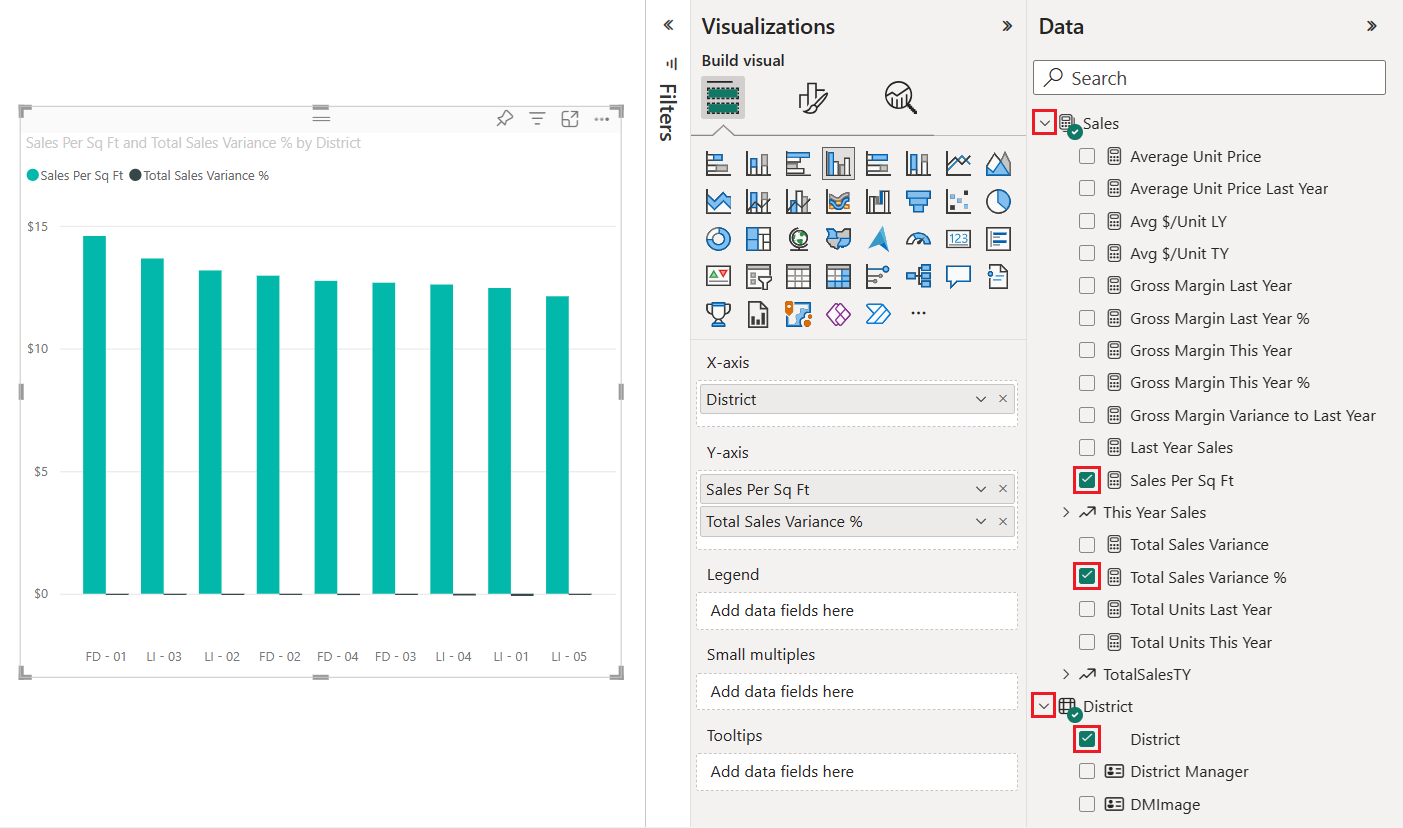 Sales Per Sq Ft and Total Sales Variance % by District
Sales Per Sq Ft Total Sales Variance %
$15
$10
$5
$0
FD - 01 LI - 03 LI - 02 FD - 02 FD - 04 FD - 03 LI - 04 LI - 01 LI - 05
Filters
Visualizations
Build visual
123
X-axis
District
Y-axis
Sales Per Sq Ft
Total Sales Variance %
Legend
Add data fields here
Small multiples
Add data fields here
Tooltips
Add data fields here
Data
Search
Sales
Average Unit Price
Average Unit Price Last Year
Avg $/Unit LY
Avg $/Unit TY
Gross Margin Last Year
Gross Margin Last Year %
Gross Margin This Year
Gross Margin This Year %
Gross Margin Variance to Last Year
Last Year Sales
Sales Per Sq Ft
This Year Sales
Total Sales Variance
Total Sales Variance %
Total Units Last Year
Total Units This Year
TotalSalesTY
District
District
District Manager
DMImage